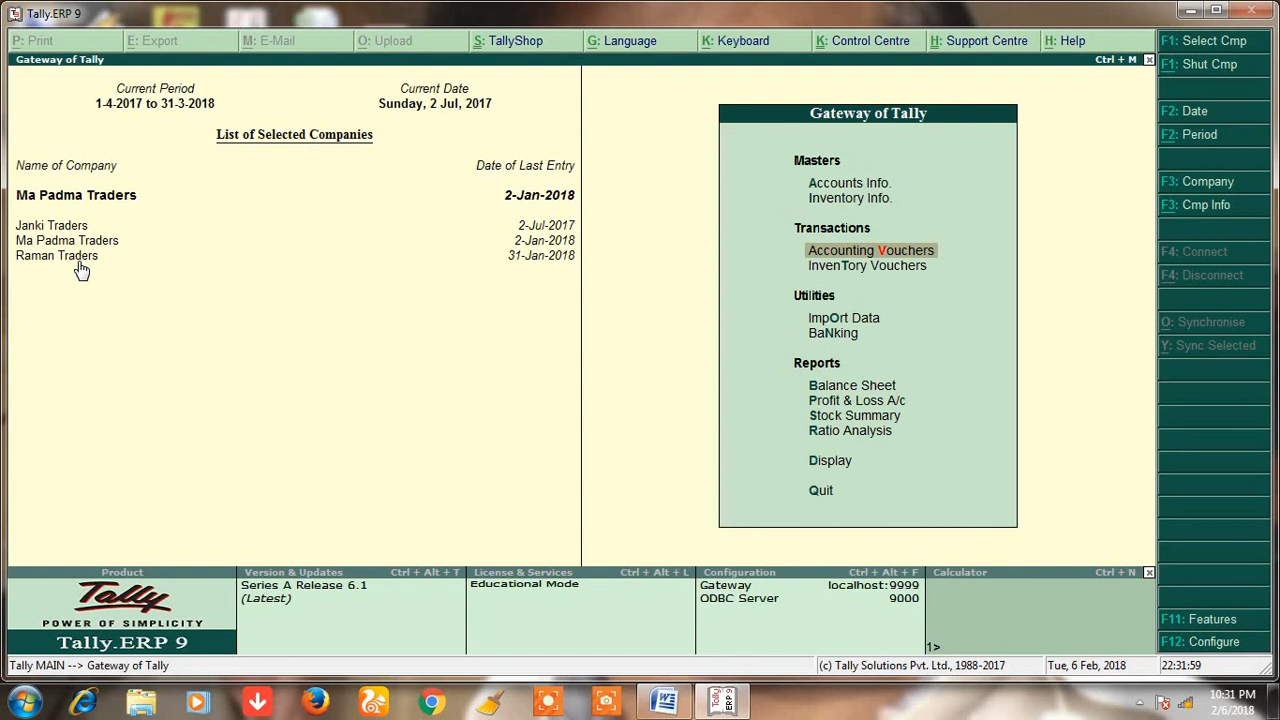 Tally.ERP 9
P: Print E: Export M: E-Mail O: Upload S: TallyShop G: Language K: Keyboard K: Control Centre H: Support Centre H: Help
Gateway of Tally Ctrl + M
Current Period Current Date
1-4-2017 to 31-3-2018 Sunday, 2 Jul, 2017
List of Selected Companies
Name of Company Date of Last Entry
Ma Padma Traders 2-Jan-2018
Janki Traders 2-Jul-2017
Ma Padma Traders 2-Jan-2018
Raman Traders 31-Jan-2018
Gateway of Tally
Masters
Accounts Info.
Inventory Info.
Transactions
Accounting Vouchers
InvenTory Vouchers
Utilities
ImpOrt Data
BaNking
Reports
Balance Sheet
Profit & Loss A/c
Stock Summary
Ratio Analysis
Display
Quit
F1: Select Cmp
F1: Shut Cmp
F2: Date
F2: Period
F3: Company
F3: Cmp Info
F4: Connect
F4: Disconnect
O: Synchronise
Y: Sync Selected
F11: Features
F12: Configure
Product
Tally
POWER OF SIMPLICITY
Tally.ERP 9
Version & Updates Ctrl + Alt + T
Series A Release 6.1
(Latest)
License & Services Ctrl + Alt + L
Educational Mode
Configuration Ctrl + Alt + F
Gateway localhost:9999
ODBC Server 9000
Calculator Ctrl + N
1>
Tally MAIN --> Gateway of Tally (c) Tally Solutions Pvt. Ltd., 1988-2017 Tue, 6 Feb, 2018 22:31:59
10:31 PM
2/6/2018